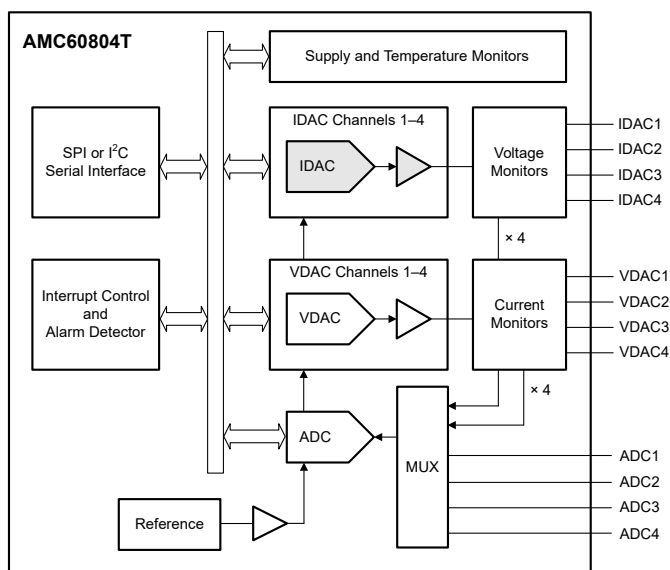 AMC60804T
Supply and Temperature Monitors
SPI or I²C
Serial Interface
IDAC Channels 1–4
IDAC
Voltage
Monitors
IDAC1
IDAC2
IDAC3
IDAC4
× 4
Interrupt Control
and
Alarm Detector
VDAC Channels 1–4
VDAC
Current
Monitors
VDAC1
VDAC2
VDAC3
VDAC4
× 4
ADC
MUX
ADC1
ADC2
ADC3
ADC4
Reference